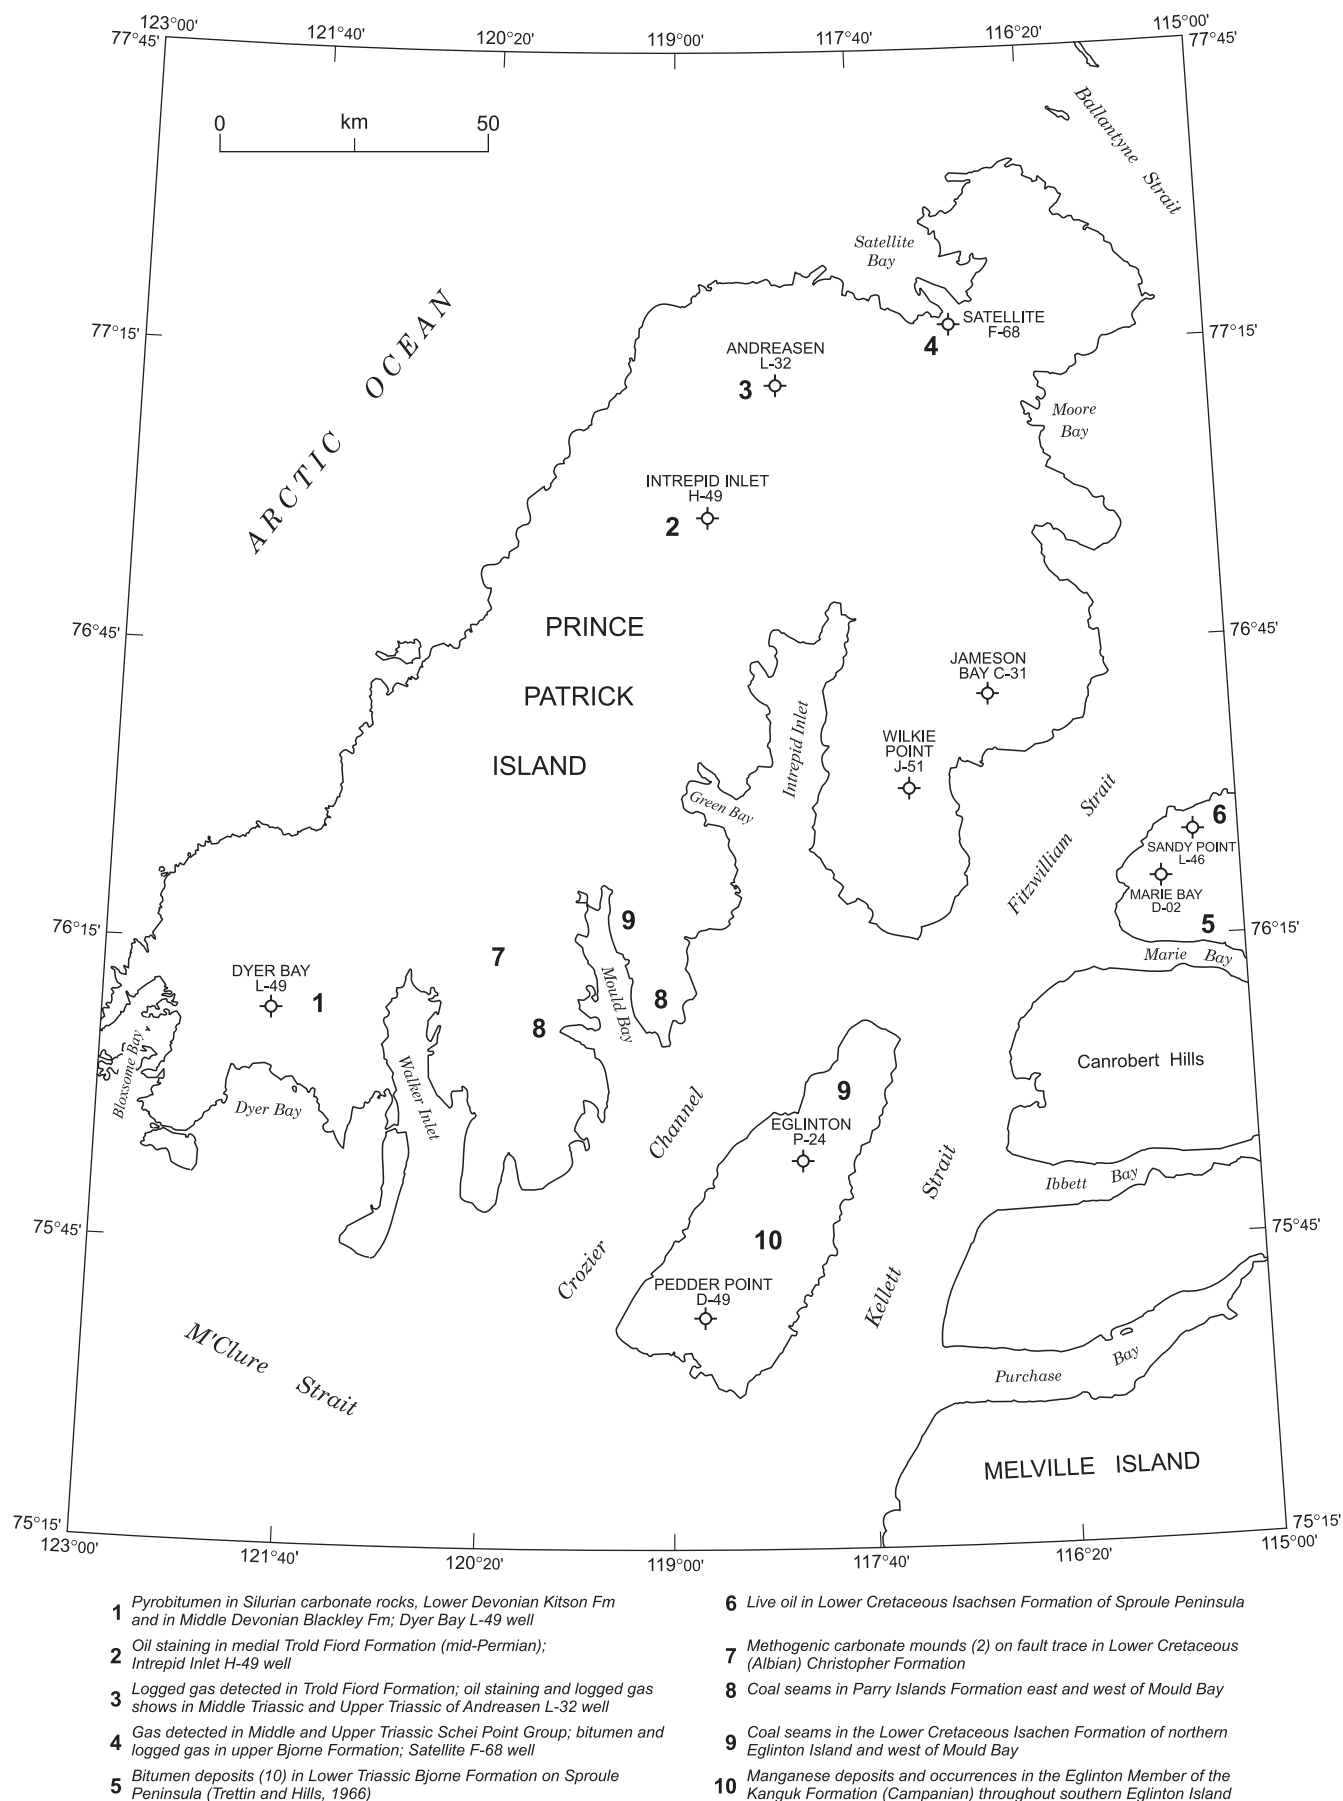 123°00'
121°40'
120°20'
119°00'
117°40'
116°20'
115°00'
77°45'
77°45'
0 km 50
Ballantyne Strait
Satellite
Bay
ARCTIC OCEAN
77°15'
77°15'
SATELLITE
F-68
4
ANDREASEN
L-32
3
Moore
Bay
INTREPID INLET
H-49
2
PRINCE
PATRICK
ISLAND
76°45'
76°45'
JAMESON
BAY C-31
Intrepid Inlet
WILKIE
POINT
J-51
Green Bay
Fitzwilliam Strait
6
SANDY POINT
L-46
MARIE BAY
D-02
5
76°15'
76°15'
Marie Bay
9
7
Mould Bay
8
8
DYER BAY
L-49
1
Bloxsome Bay
Dyer Bay
Walker Inlet
Canrobert Hills
9
EGLINTON
P-24
Crozier Channel
Kellett Strait
Ibbett Bay
75°45'
75°45'
10
PEDDER POINT
D-49
M'Clure Strait
Purchase Bay
MELVILLE ISLAND
75°15'
75°15'
123°00'
121°40'
120°20'
119°00'
117°40'
116°20'
115°00'
1 Pyrobitumen in Silurian carbonate rocks, Lower Devonian Kitson Fm
and in Middle Devonian Blackley Fm; Dyer Bay L-49 well
2 Oil staining in medial Trold Fiord Formation (mid-Permian);
Intrepid Inlet H-49 well
3 Logged gas detected in Trold Fiord Formation; oil staining and logged gas
shows in Middle Triassic and Upper Triassic of Andreasen L-32 well
4 Gas detected in Middle and Upper Triassic Schei Point Group; bitumen and
logged gas in upper Bjorne Formation; Satellite F-68 well
5 Bitumen deposits (10) in Lower Triassic Bjorne Formation on Sproule
Peninsula (Trettin and Hills, 1966)
6 Live oil in Lower Cretaceous Isachsen Formation of Sproule Peninsula
7 Methogenic carbonate mounds (2) on fault trace in Lower Cretaceous
(Albian) Christopher Formation
8 Coal seams in Parry Islands Formation east and west of Mould Bay
9 Coal seams in the Lower Cretaceous Isachen Formation of northern
Eglinton Island and west of Mould Bay
10 Manganese deposits and occurrences in the Eglinton Member of the
Kanguk Formation (Campanian) throughout southern Eglinton Island